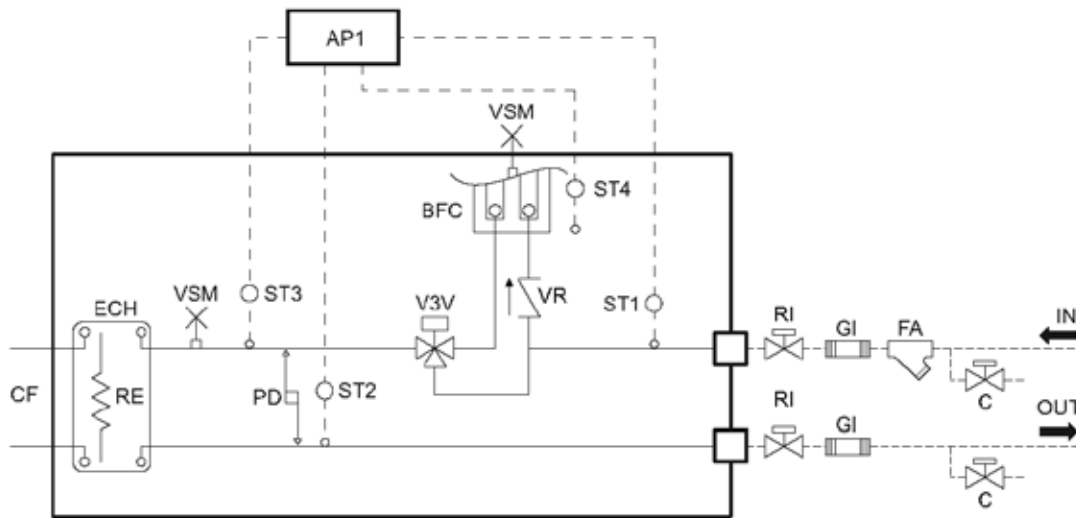 AP1
VSM
ST4
BFC
VSM
ST3
ECH
V3V
VR
ST1
RI
GI
FA
IN
CF
RE
PD
ST2
C
RI
GI
OUT
C